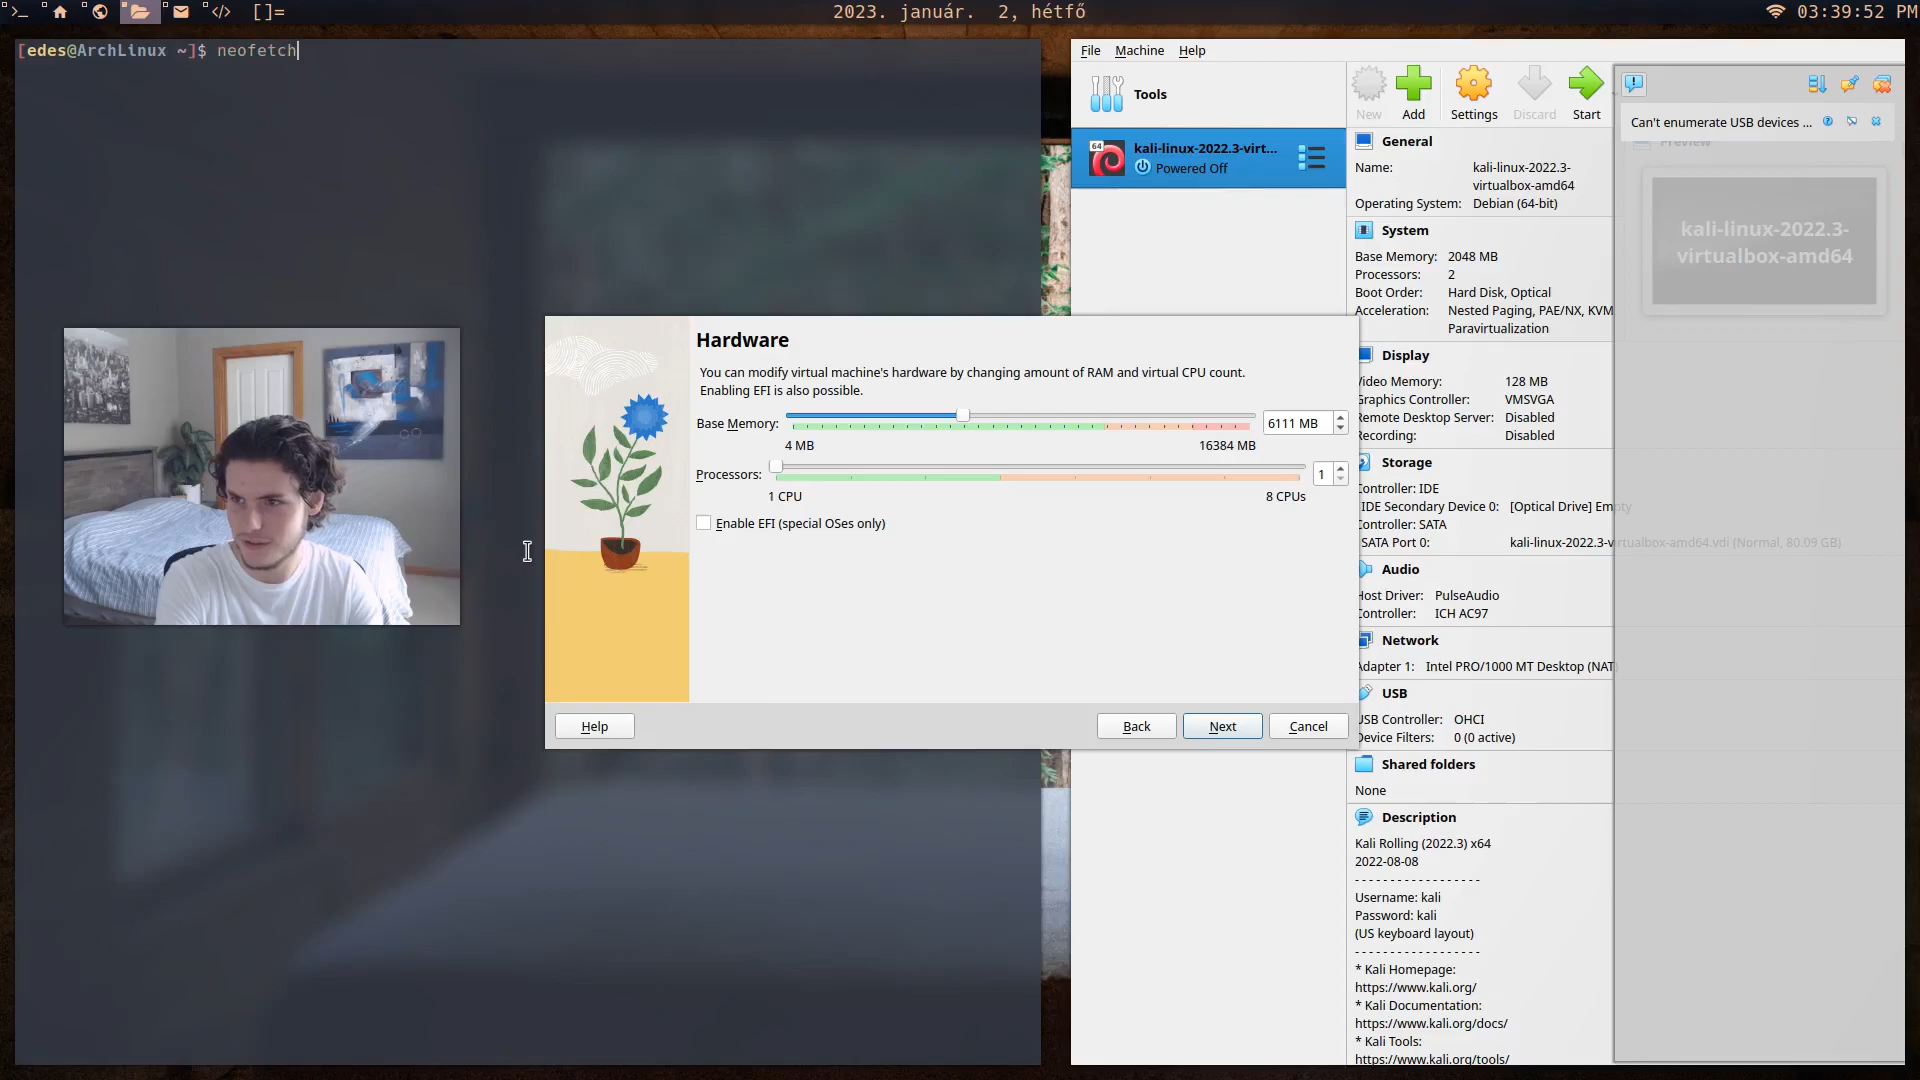 []=
2023. január.  2, hétfő
03:39:52 PM
[edes@ArchLinux ~]$ neofetch
File Machine Help
Tools
New
Add
Settings
Discard
Start
64
kali-linux-2022.3-virt...
Powered Off
Can't enumerate USB devices ...
General
Preview
Name: kali-linux-2022.3-
virtualbox-amd64
Operating System: Debian (64-bit)
kali-linux-2022.3-
virtualbox-amd64
System
Base Memory: 2048 MB
Processors: 2
Boot Order: Hard Disk, Optical
Acceleration: Nested Paging, PAE/NX, KVM
Paravirtualization
Display
Video Memory: 128 MB
Graphics Controller: VMSVGA
Remote Desktop Server: Disabled
Recording: Disabled
Storage
Controller: IDE
IDE Secondary Device 0: [Optical Drive] Empty
Controller: SATA
SATA Port 0: kali-linux-2022.3-virtualbox-amd64.vdi (Normal, 80.09 GB)
Audio
Host Driver: PulseAudio
Controller: ICH AC97
Network
Adapter 1: Intel PRO/1000 MT Desktop (NAT
USB
USB Controller: OHCI
Device Filters: 0 (0 active)
Shared folders
None
Description
Kali Rolling (2022.3) x64
2022-08-08
- - - - - - - - - - - - - - - - - -
Username: kali
Password: kali
(US keyboard layout)
- - - - - - - - - - - - - - - - - -
* Kali Homepage:
https://www.kali.org/
* Kali Documentation:
https://www.kali.org/docs/
* Kali Tools:
https://www.kali.org/tools/
Hardware
You can modify virtual machine's hardware by changing amount of RAM and virtual CPU count.
Enabling EFI is also possible.
Base Memory: 6111 MB
4 MB 16384 MB
Processors: 1
1 CPU 8 CPUs
Enable EFI (special OSes only)
Help
Back
Next
Cancel